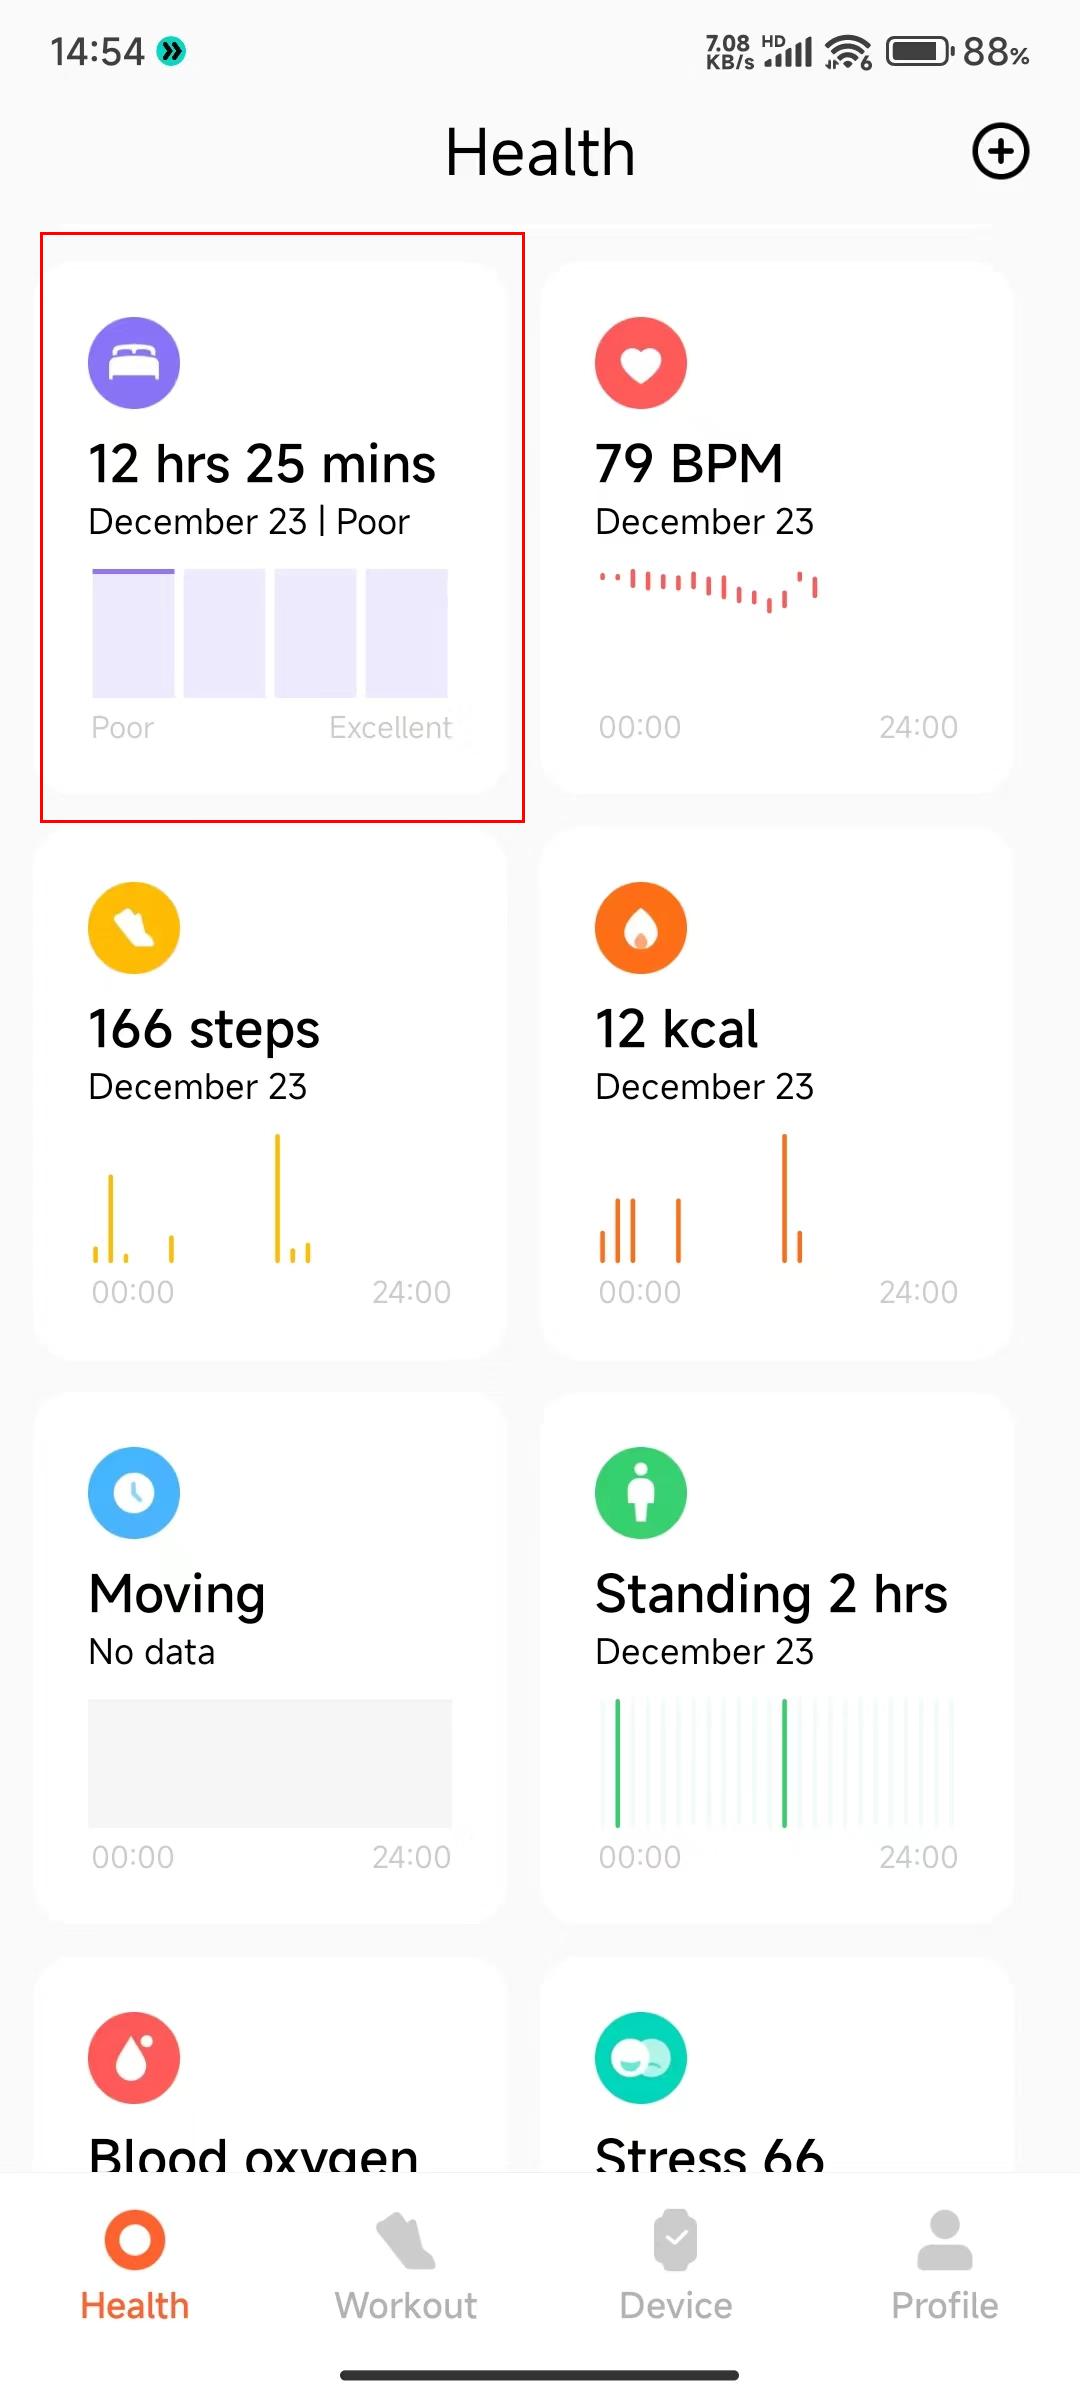 14:54 7.08 KB/s HD 6 88%
Health
12 hrs 25 mins
December 23 | Poor
Poor Excellent
79 BPM
December 23
00:00 24:00
166 steps
December 23
00:00 24:00
12 kcal
December 23
00:00 24:00
Moving
No data
00:00 24:00
Standing 2 hrs
December 23
00:00 24:00
Blood oxygen
Stress 66
Health Workout Device Profile